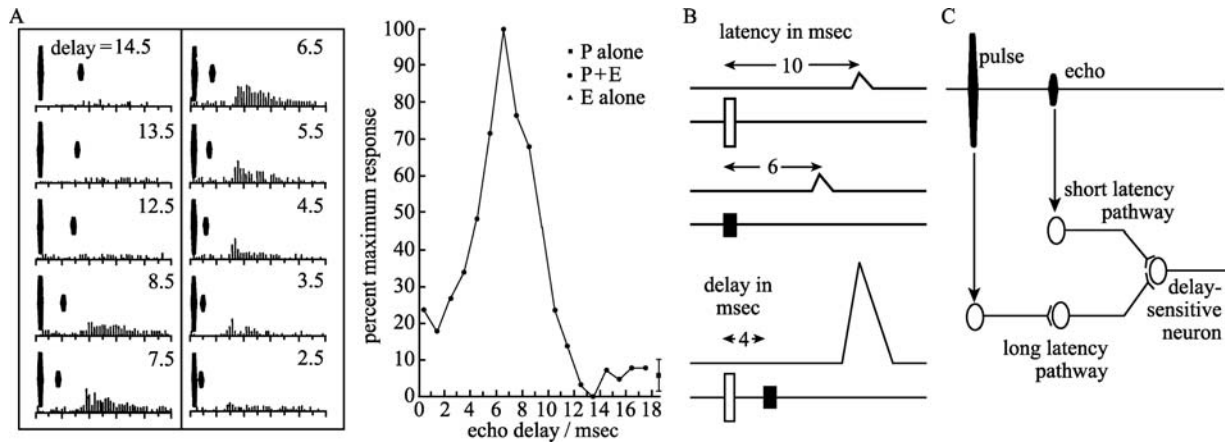 A
delay = 14.5
13.5
12.5
8.5
7.5
6.5
5.5
4.5
3.5
2.5
percent maximum response
100
90
80
70
60
50
40
30
20
10
0
0 2 4 6 8 10 12 14 16 18
echo delay / msec
P alone
P + E
E alone
B
latency in msec
10
6
delay in
msec
4
C
pulse
echo
short latency
pathway
delay-
sensitive
neuron
long latency
pathway